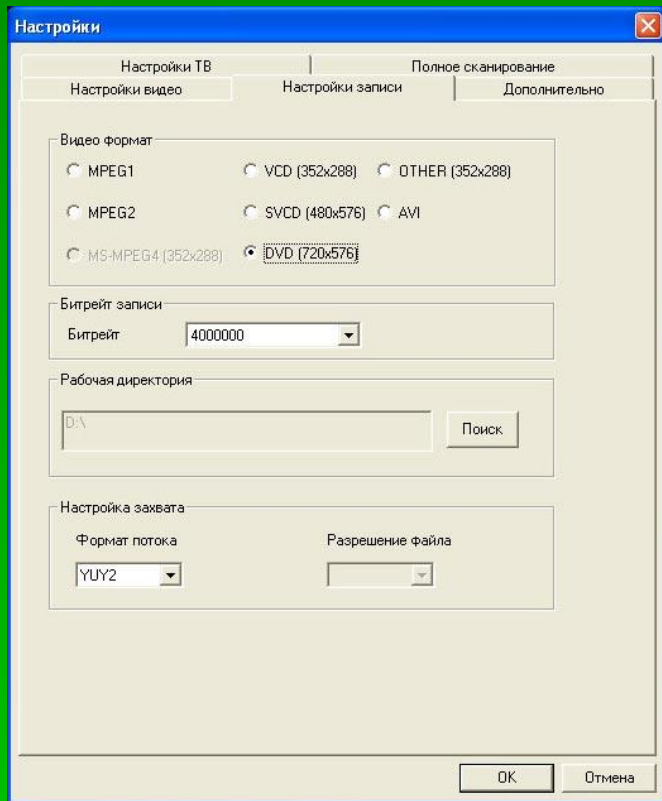 Настройки
Настройки ТВ Полное сканирование
Настройки видео Настройки записи Дополнительно
Видео формат
MPEG1 VCD (352x288) OTHER (352x288)
MPEG2 SVCD (480x576) AVI
MS-MPEG4 (352x288) DVD (720x576)
Битрейт записи
Битрейт 4000000
Рабочая директория
D:\
Поиск
Настройка захвата
Формат потока Разрешение файла
YUY2
OK Отмена